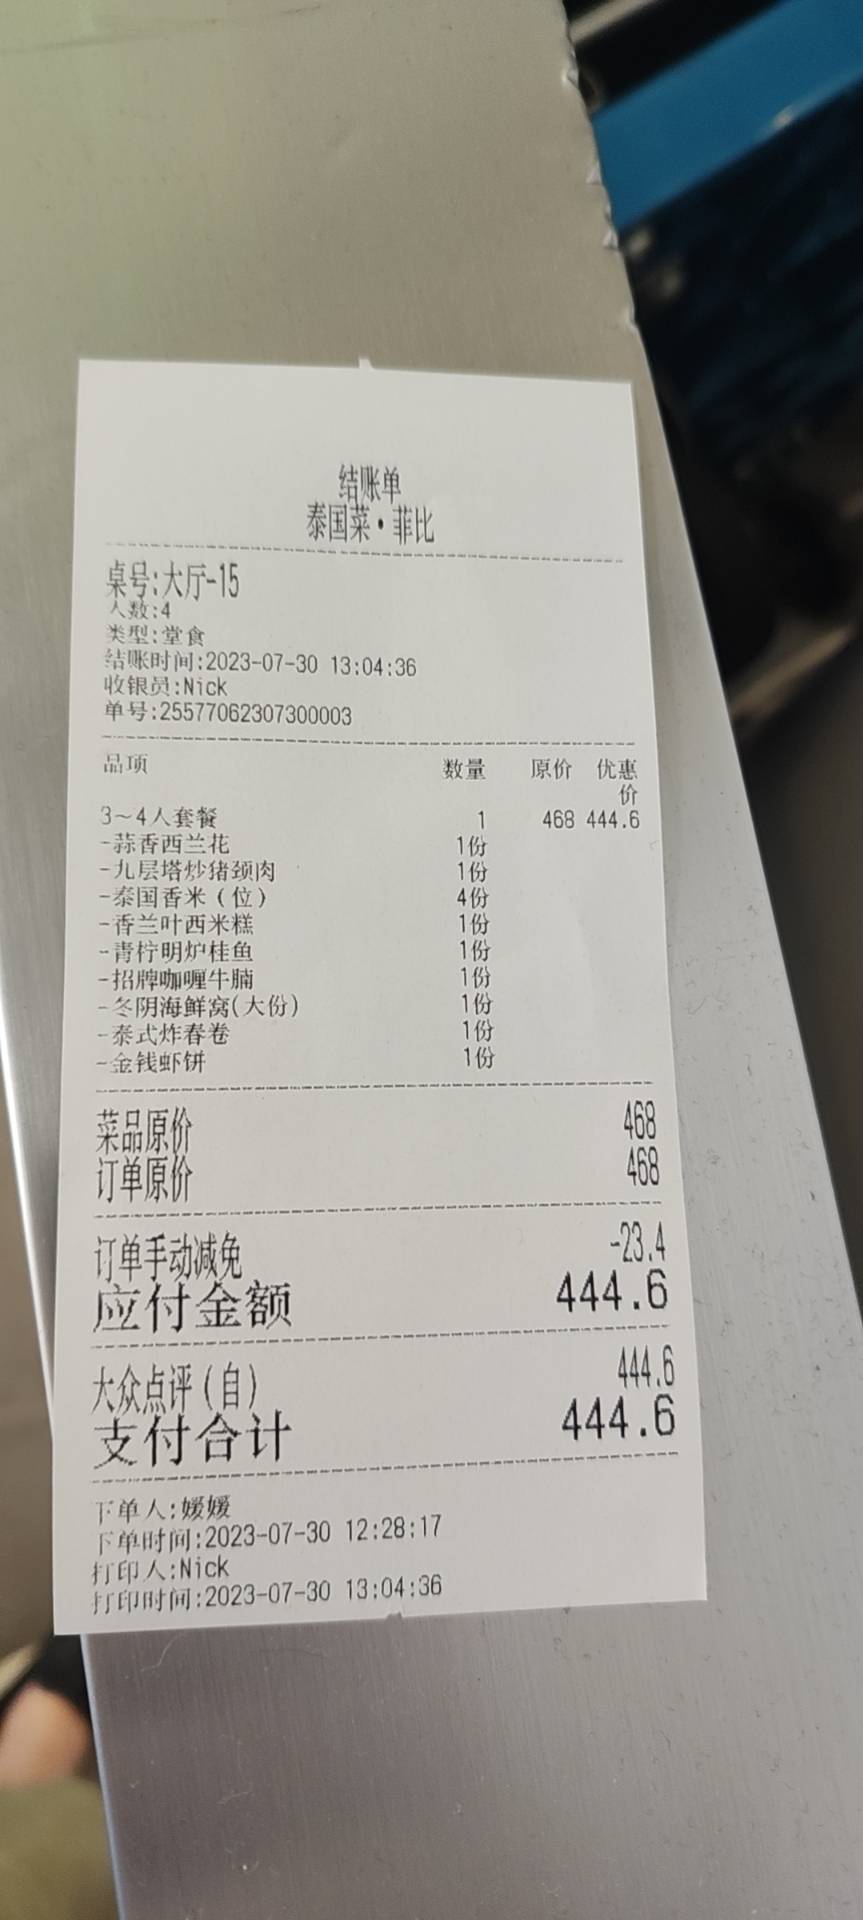 结账单
泰国菜•菲比
桌号:大厅-15
人数:4
类型:堂食
结账时间:2023-07-30 13:04:36
收银员:Nick
单号:25577062307300003
品项 数量 原价 优惠价
3～4人套餐 1 468 444.6
-蒜香西兰花 1份
-九层塔炒猪颈肉 1份
-泰国香米（位） 4份
-香兰叶西米糕 1份
-青柠明炉桂鱼 1份
-招牌咖喱牛腩 1份
-冬阴海鲜窝(大份) 1份
-泰式炸春卷 1份
-金钱虾饼 1份
菜品原价 468
订单原价 468
订单手动减免 -23.4
应付金额 444.6
大众点评（自） 444.6
支付合计 444.6
下单人:媛媛
下单时间:2023-07-30 12:28:17
打印人:Nick
打印时间:2023-07-30 13:04:36